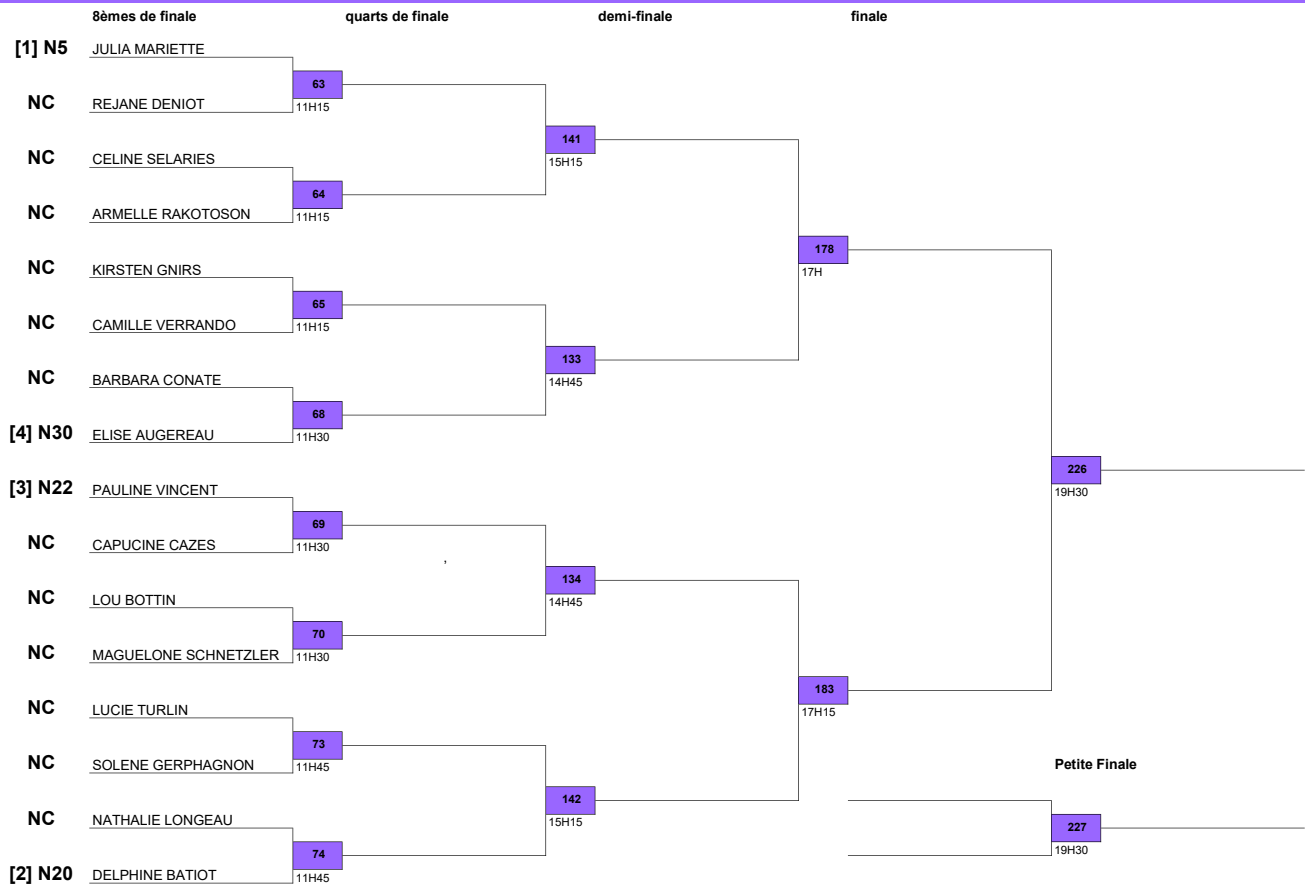 8èmes de finale quarts de finale demi-finale finale
[1] N5 JULIA MARIETTE
63
NC REJANE DENIOT 11H15
141
NC CELINE SELARIES 15H15
64
NC ARMELLE RAKOTOSON 11H15
178
NC KIRSTEN GNIRS 17H
65
NC CAMILLE VERRANDO 11H15
133
NC BARBARA CONATE 14H45
68
[4] N30 ELISE AUGEREAU 11H30
226
[3] N22 PAULINE VINCENT 19H30
69
NC CAPUCINE CAZES 11H30
,
134
NC LOU BOTTIN 14H45
70
NC MAGUELONE SCHNETZLER 11H30
183
NC LUCIE TURLIN 17H15
73
NC SOLENE GERPHAGNON 11H45 Petite Finale
142
NC NATHALIE LONGEAU 15H15
227
74 19H30
[2] N20 DELPHINE BATIOT 11H45